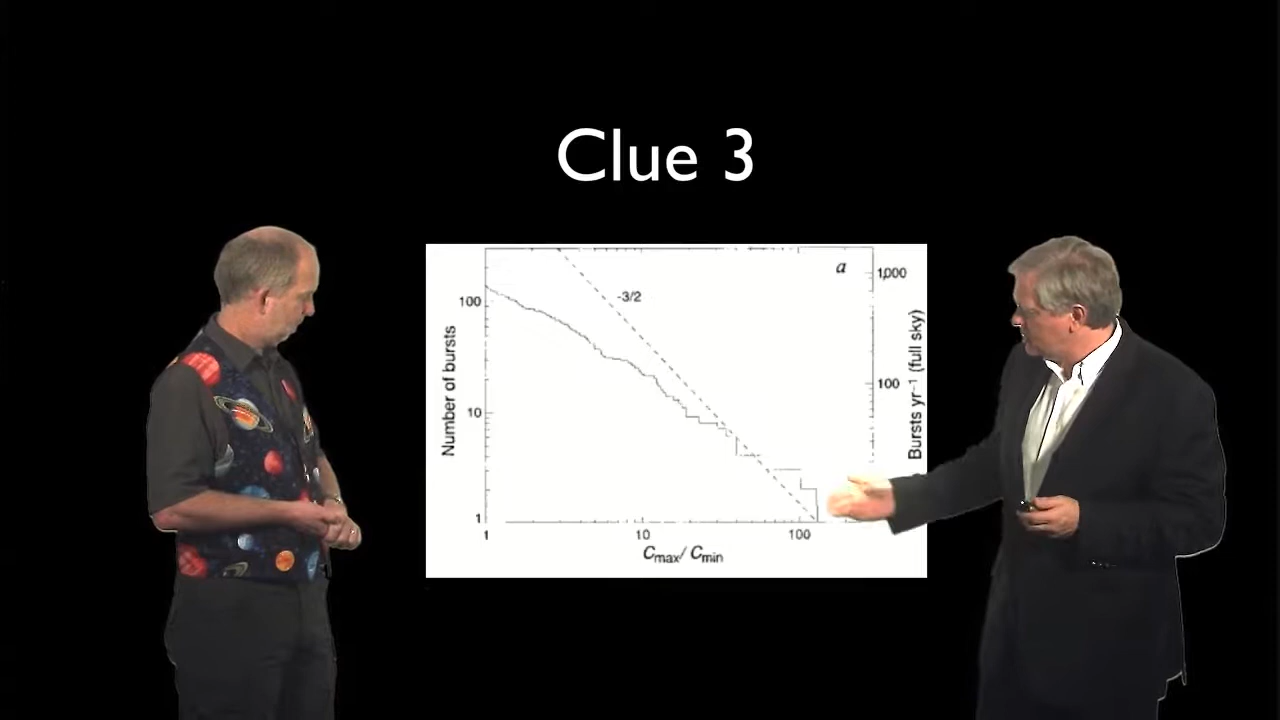 Clue 3
a
-3/2
1,000
100
100
10
10
1
1
10
100
Number of bursts
Bursts yr⁻¹ (full sky)
Cmax/ Cmin